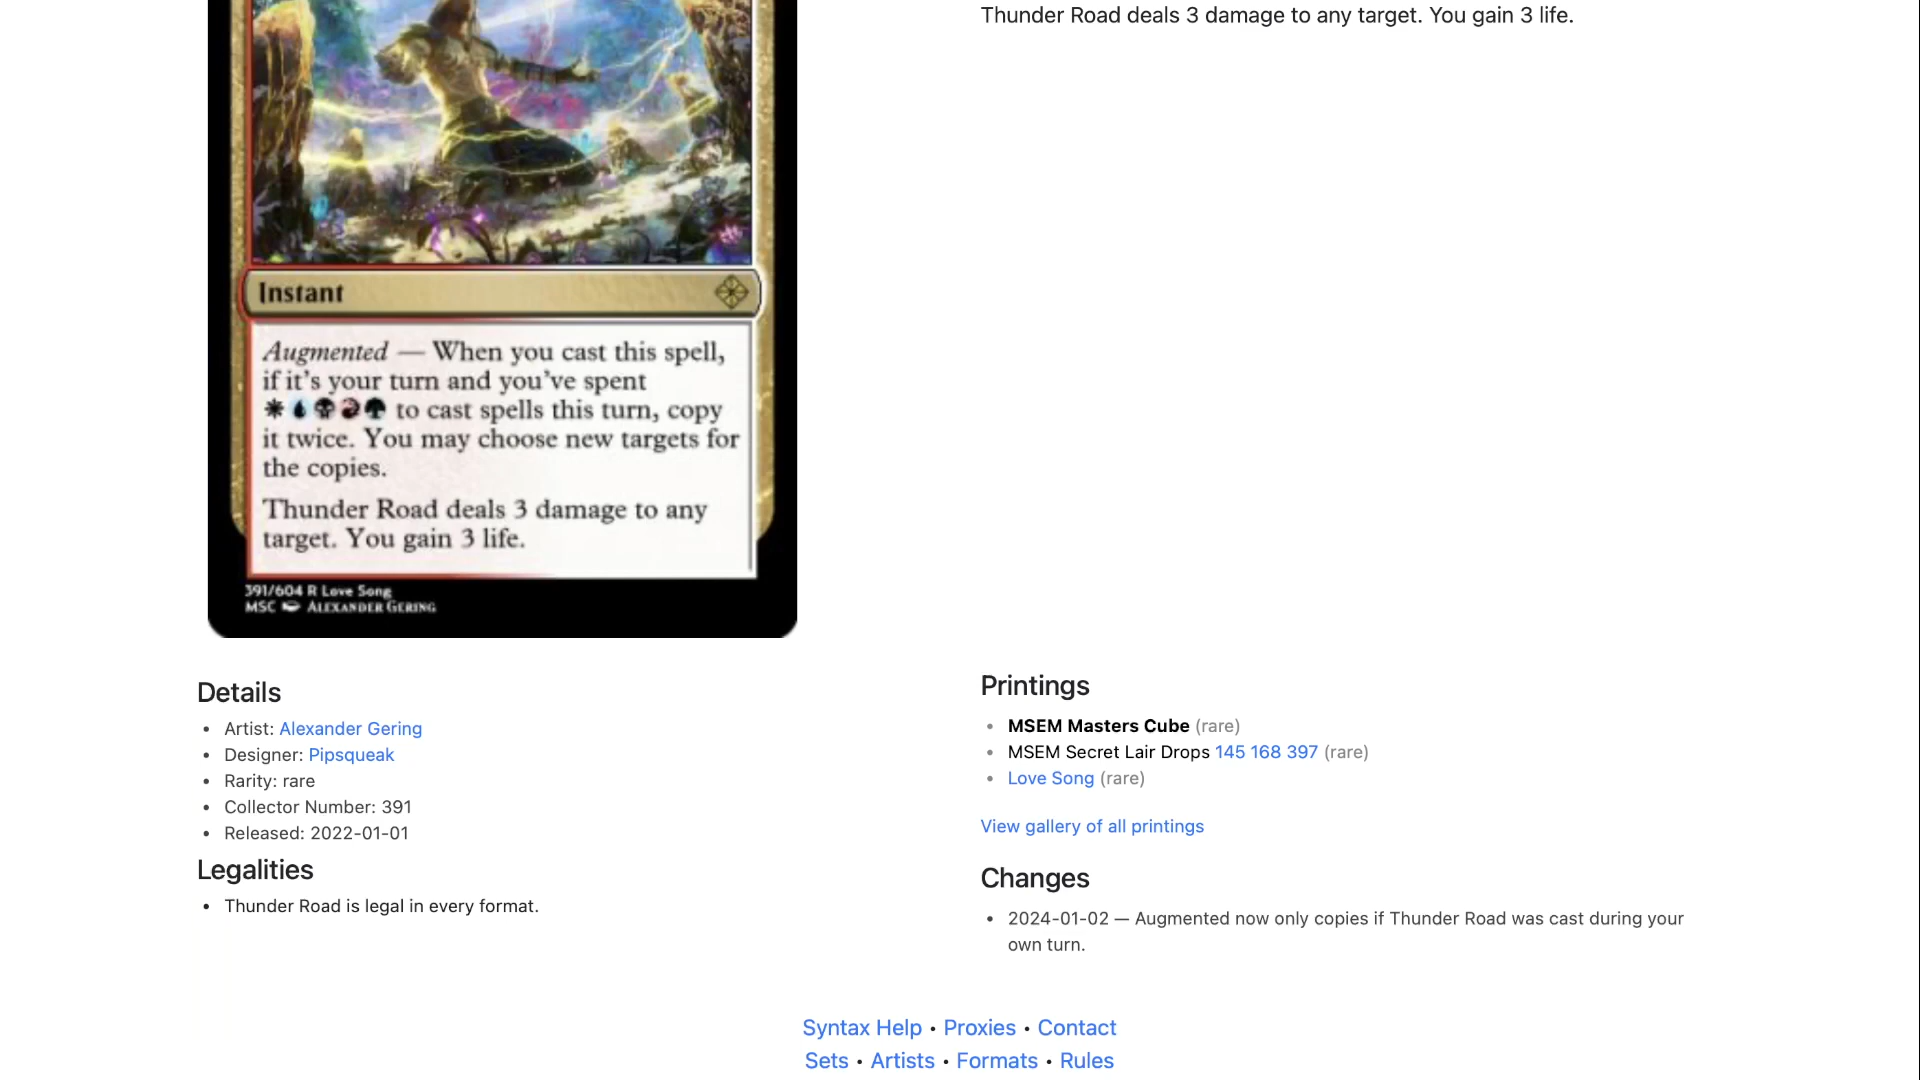 Thunder Road deals 3 damage to any target. You gain 3 life.
Instant
Augmented — When you cast this spell,
if it's your turn and you've spent
to cast spells this turn, copy
it twice. You may choose new targets for
the copies.
Thunder Road deals 3 damage to any
target. You gain 3 life.
391/604 R Love Song
MSC ALEXANDER GERING
Details
• Artist: Alexander Gering
• Designer: Pipsqueak
• Rarity: rare
• Collector Number: 391
• Released: 2022-01-01
Legalities
• Thunder Road is legal in every format.
Printings
• MSEM Masters Cube (rare)
• MSEM Secret Lair Drops 145 168 397 (rare)
• Love Song (rare)
View gallery of all printings
Changes
• 2024-01-02 — Augmented now only copies if Thunder Road was cast during your
own turn.
Syntax Help • Proxies • Contact
Sets • Artists • Formats • Rules